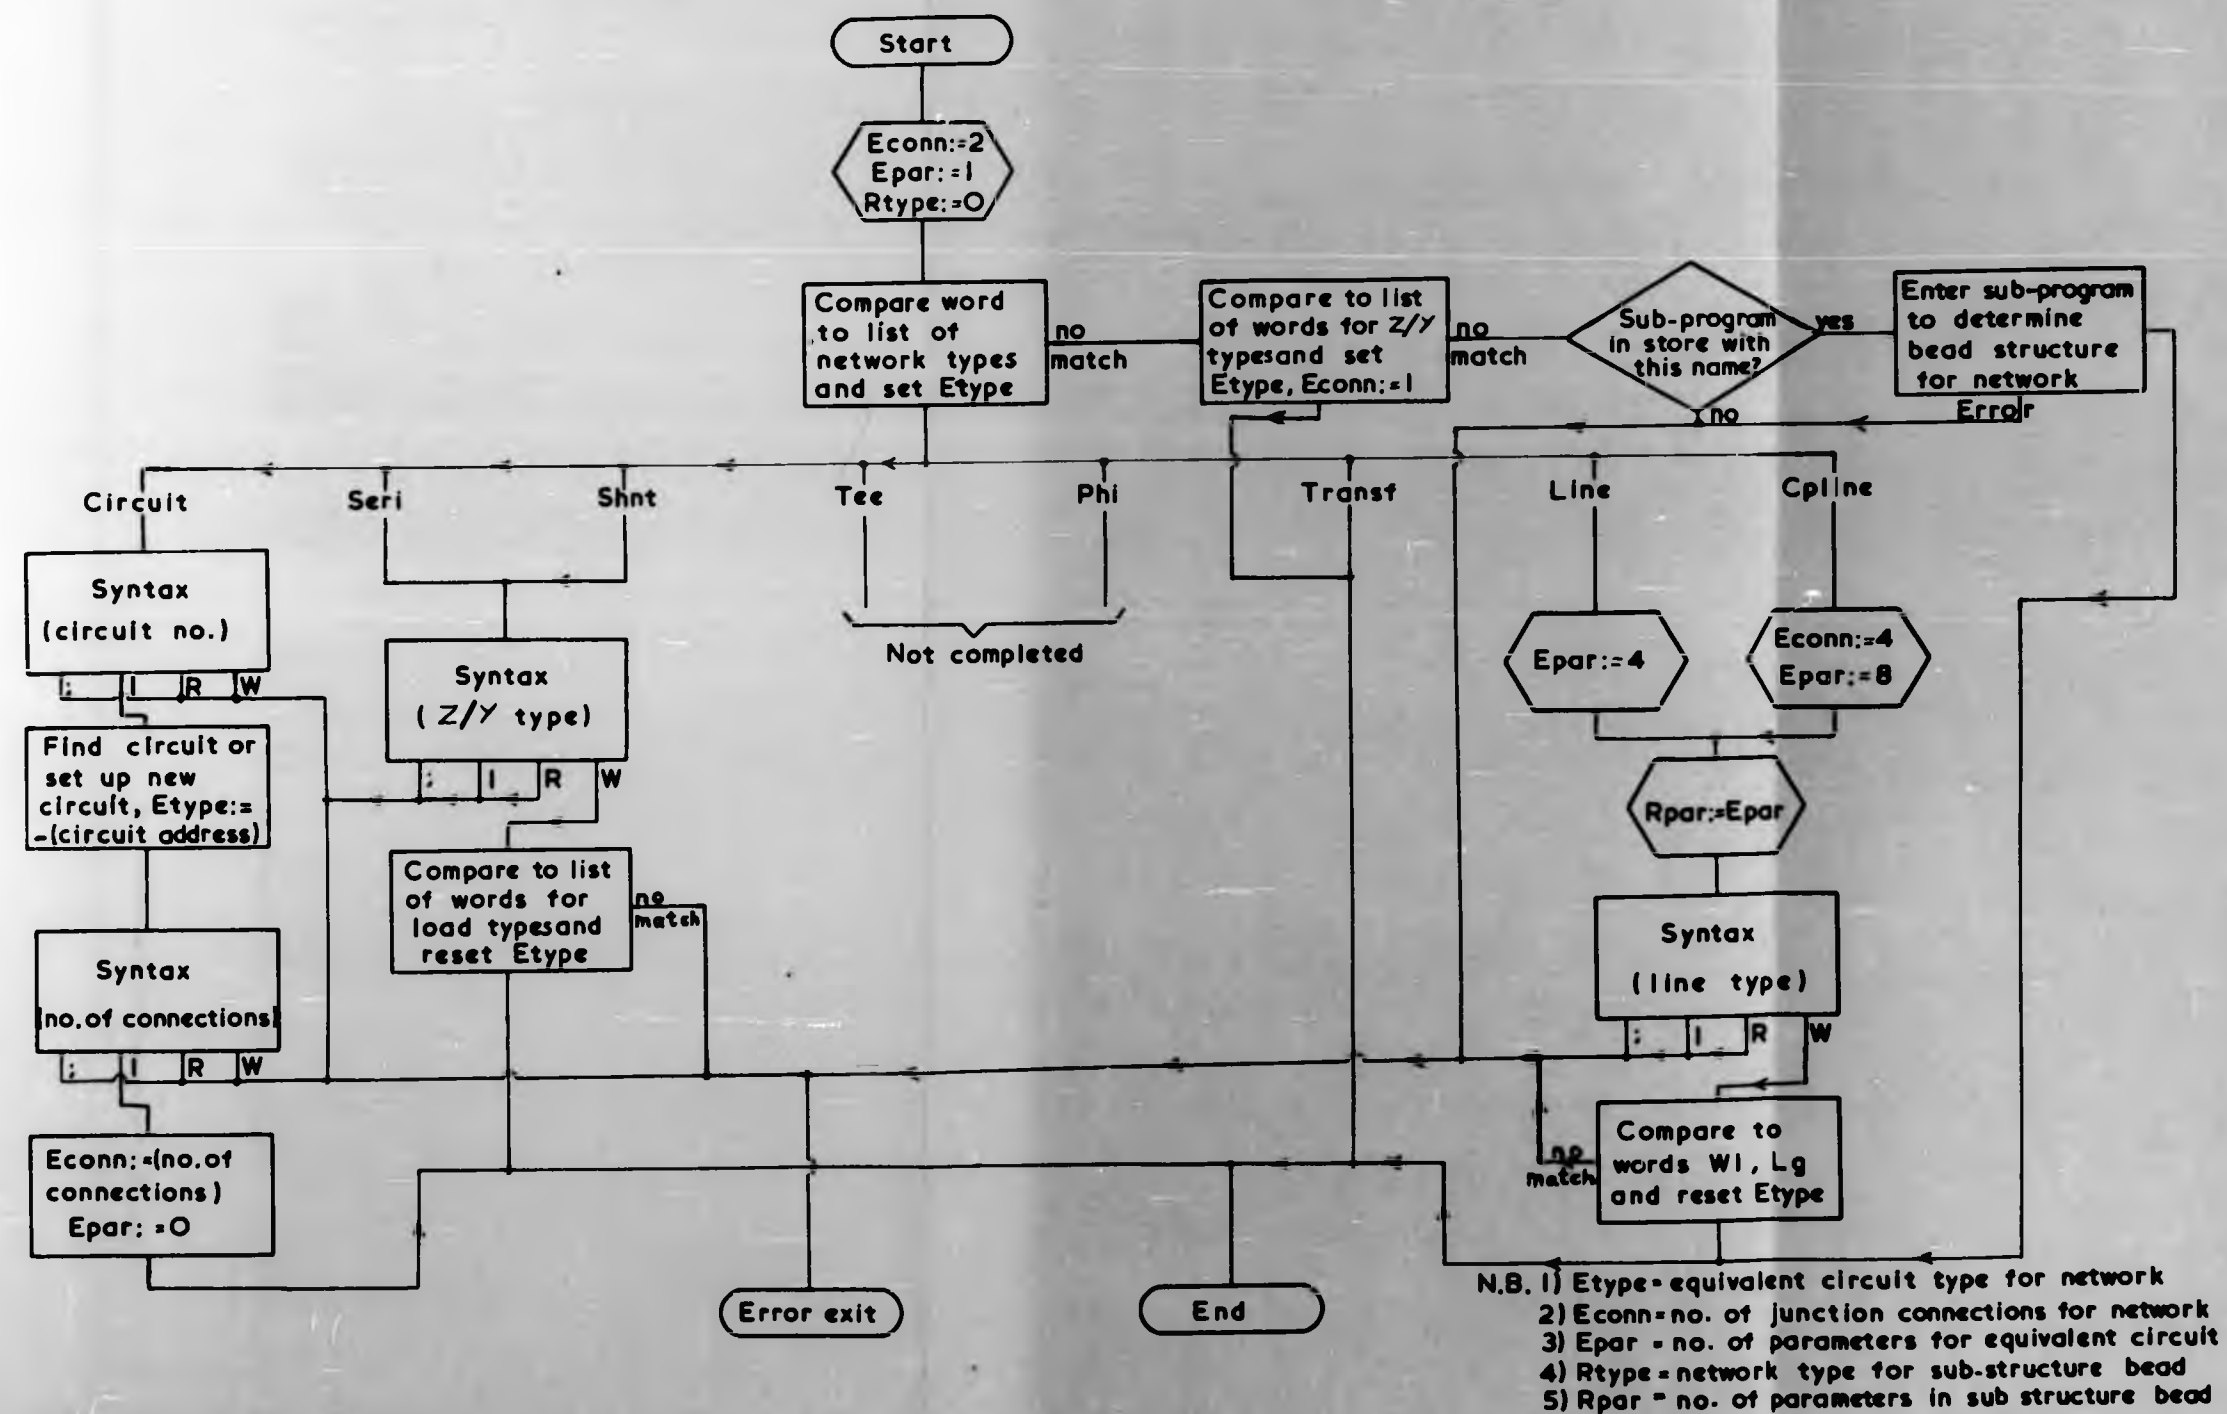 Start
Econn:=2
Epar:=1
Rtype:=0
Compare word
to list of
network types
and set Etype
no
match
Compare to list
of words for Z/Y
typesand set
Etype, Econn:=1
no
match
Sub-program
in store with
this name?
yes
no
Enter sub-program
to determine
bead structure
for network
Error
Circuit
Seri
Shnt
Tee
Phi
Transf
Line
Cpline
Syntax
(circuit no.)
; I R W
Find circuit or
set up new
circuit, Etype:=
-(circuit address)
Syntax
(no.of connections)
; I R W
Econn:=(no.of
connections)
Epar:=0
Syntax
(Z/Y type)
; I R W
Compare to list
of words for
load typesand
reset Etype
no
match
Not completed
Epar:=4
Econn:=4
Epar:=8
Rpar:=Epar
Syntax
(line type)
; I R W
Compare to
words Wl, Lg
and reset Etype
no
match
Error exit
End
N.B. 1) Etype=equivalent circuit type for network
2) Econn=no. of junction connections for network
3) Epar = no. of parameters for equivalent circuit
4) Rtype=network type for sub-structure bead
5) Rpar = no. of parameters in sub structure bead